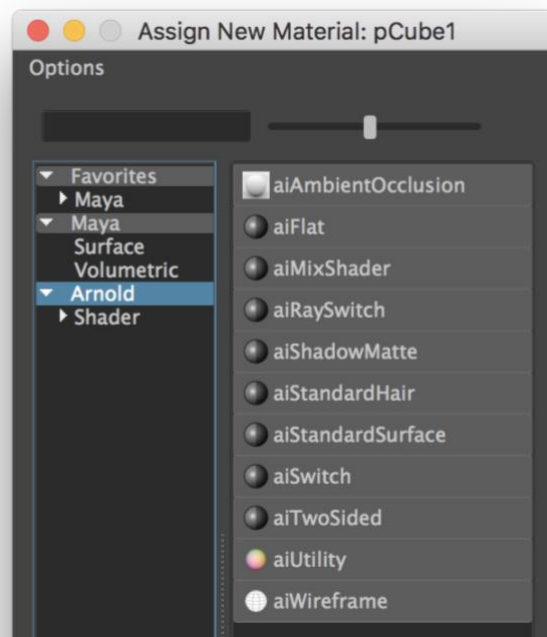 Assign New Material: pCube1
Options
Favorites
Maya
Maya
Surface
Volumetric
Arnold
Shader
aiAmbientOcclusion
aiFlat
aiMixShader
aiRaySwitch
aiShadowMatte
aiStandardHair
aiStandardSurface
aiSwitch
aiTwoSided
aiUtility
aiWireframe